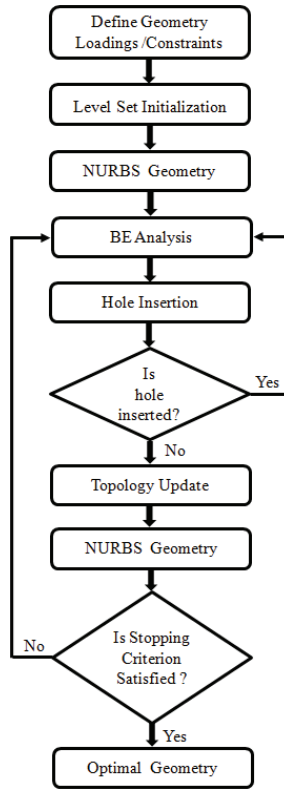 Define Geometry
Loadings /Constraints
Level Set Initialization
NURBS Geometry
BE Analysis
Hole Insertion
Is
hole
inserted?
Yes
No
Topology Update
NURBS Geometry
Is Stopping
Criterion
Satisfied ?
No
Yes
Optimal Geometry